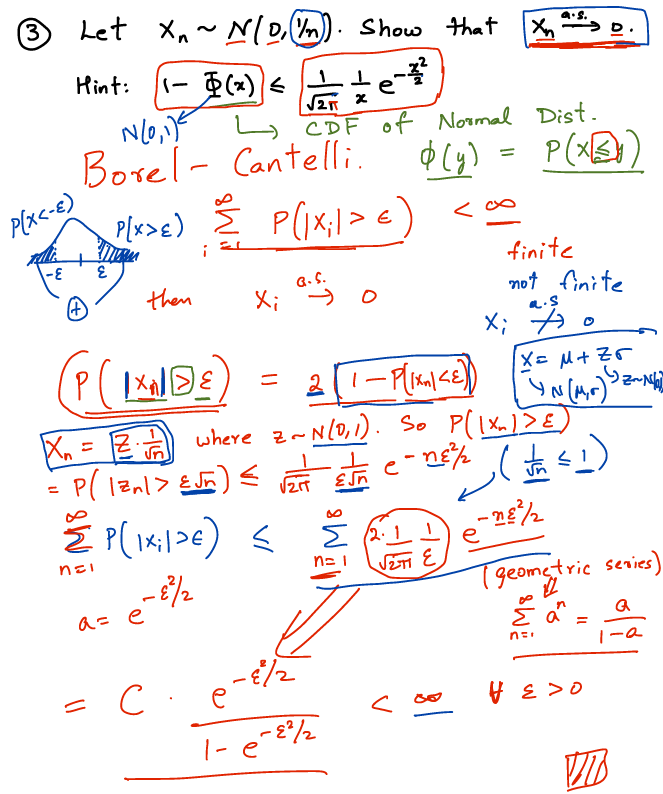 ③ Let Xₙ ~ N(0, 1/n). Show that Xₙ →a.s. 0.
Hint: 1 - Φ(x) ≤ 1/√2π 1/x e^(-x²/2)
N(0,1) ↳ CDF of Normal Dist.
Borel - Cantelli. φ(y) = P(X ≤ y)
P(X<-ε) P(X>ε) ∑_{i=1}^{∞} P(|Xᵢ| > ε) < ∞
-ε ε finite
+ then Xᵢ →a.s. 0 not finite
Xᵢ ↛a.s 0
X = μ + Zσ
N(μ,σ) Z~N(0,1)
(P(|Xₙ| > ε) = 2(1 - P(|Xₙ| < ε))
Xₙ = Z · 1/√n where Z ~ N(0,1). So P(|Xₙ| > ε)
= P(|Zₙ| > ε√n) ≤ 1/√2π 1/ε√n e^(-nε²/2) (1/√n ≤ 1)
∑_{n=1}^{∞} P(|Xᵢ| > ε) ≤ ∑_{n=1}^{∞} (2 · 1/√2π 1/ε) e^(-nε²/2)
(geometric series)
a = e^(-ε²/2) ∑_{n=1}^{∞} aⁿ = a/(1-a)
= C · e^(-ε²/2)/(1 - e^(-ε²/2)) < ∞ ∀ ε > 0